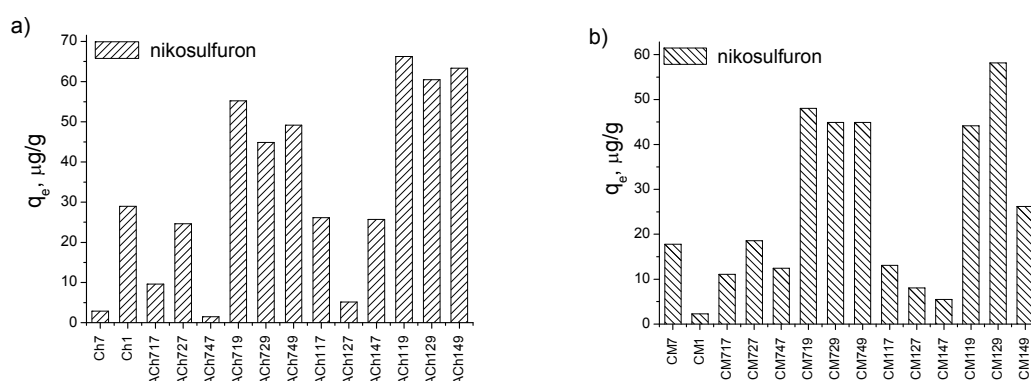 a)
nikosulfuron
q_e, µg/g
70
60
50
40
30
20
10
0
Ch7
Ch1
ACh717
ACh727
ACh747
ACh719
ACh729
ACh749
ACh117
ACh127
ACh147
ACh119
ACh129
ACh149
b)
nikosulfuron
q_e, µg/g
60
50
40
30
20
10
0
CM7
CM1
CM717
CM727
CM747
CM719
CM729
CM749
CM117
CM127
CM147
CM119
CM129
CM149